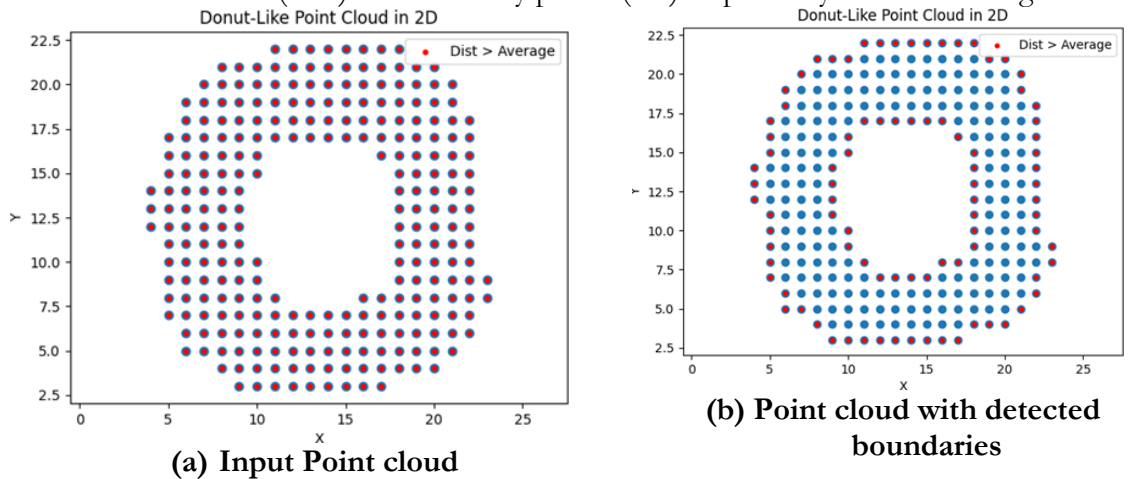 Donut-Like Point Cloud in 2D
Dist > Average
22.5
20.0
17.5
15.0
12.5
10.0
7.5
5.0
2.5
Y
0 5 10 15 20 25
X
(a) Input Point cloud
Donut-Like Point Cloud in 2D
Dist > Average
22.5
20.0
17.5
15.0
12.5
10.0
7.5
5.0
2.5
Y
0 5 10 15 20 25
X
(b) Point cloud with detected
boundaries